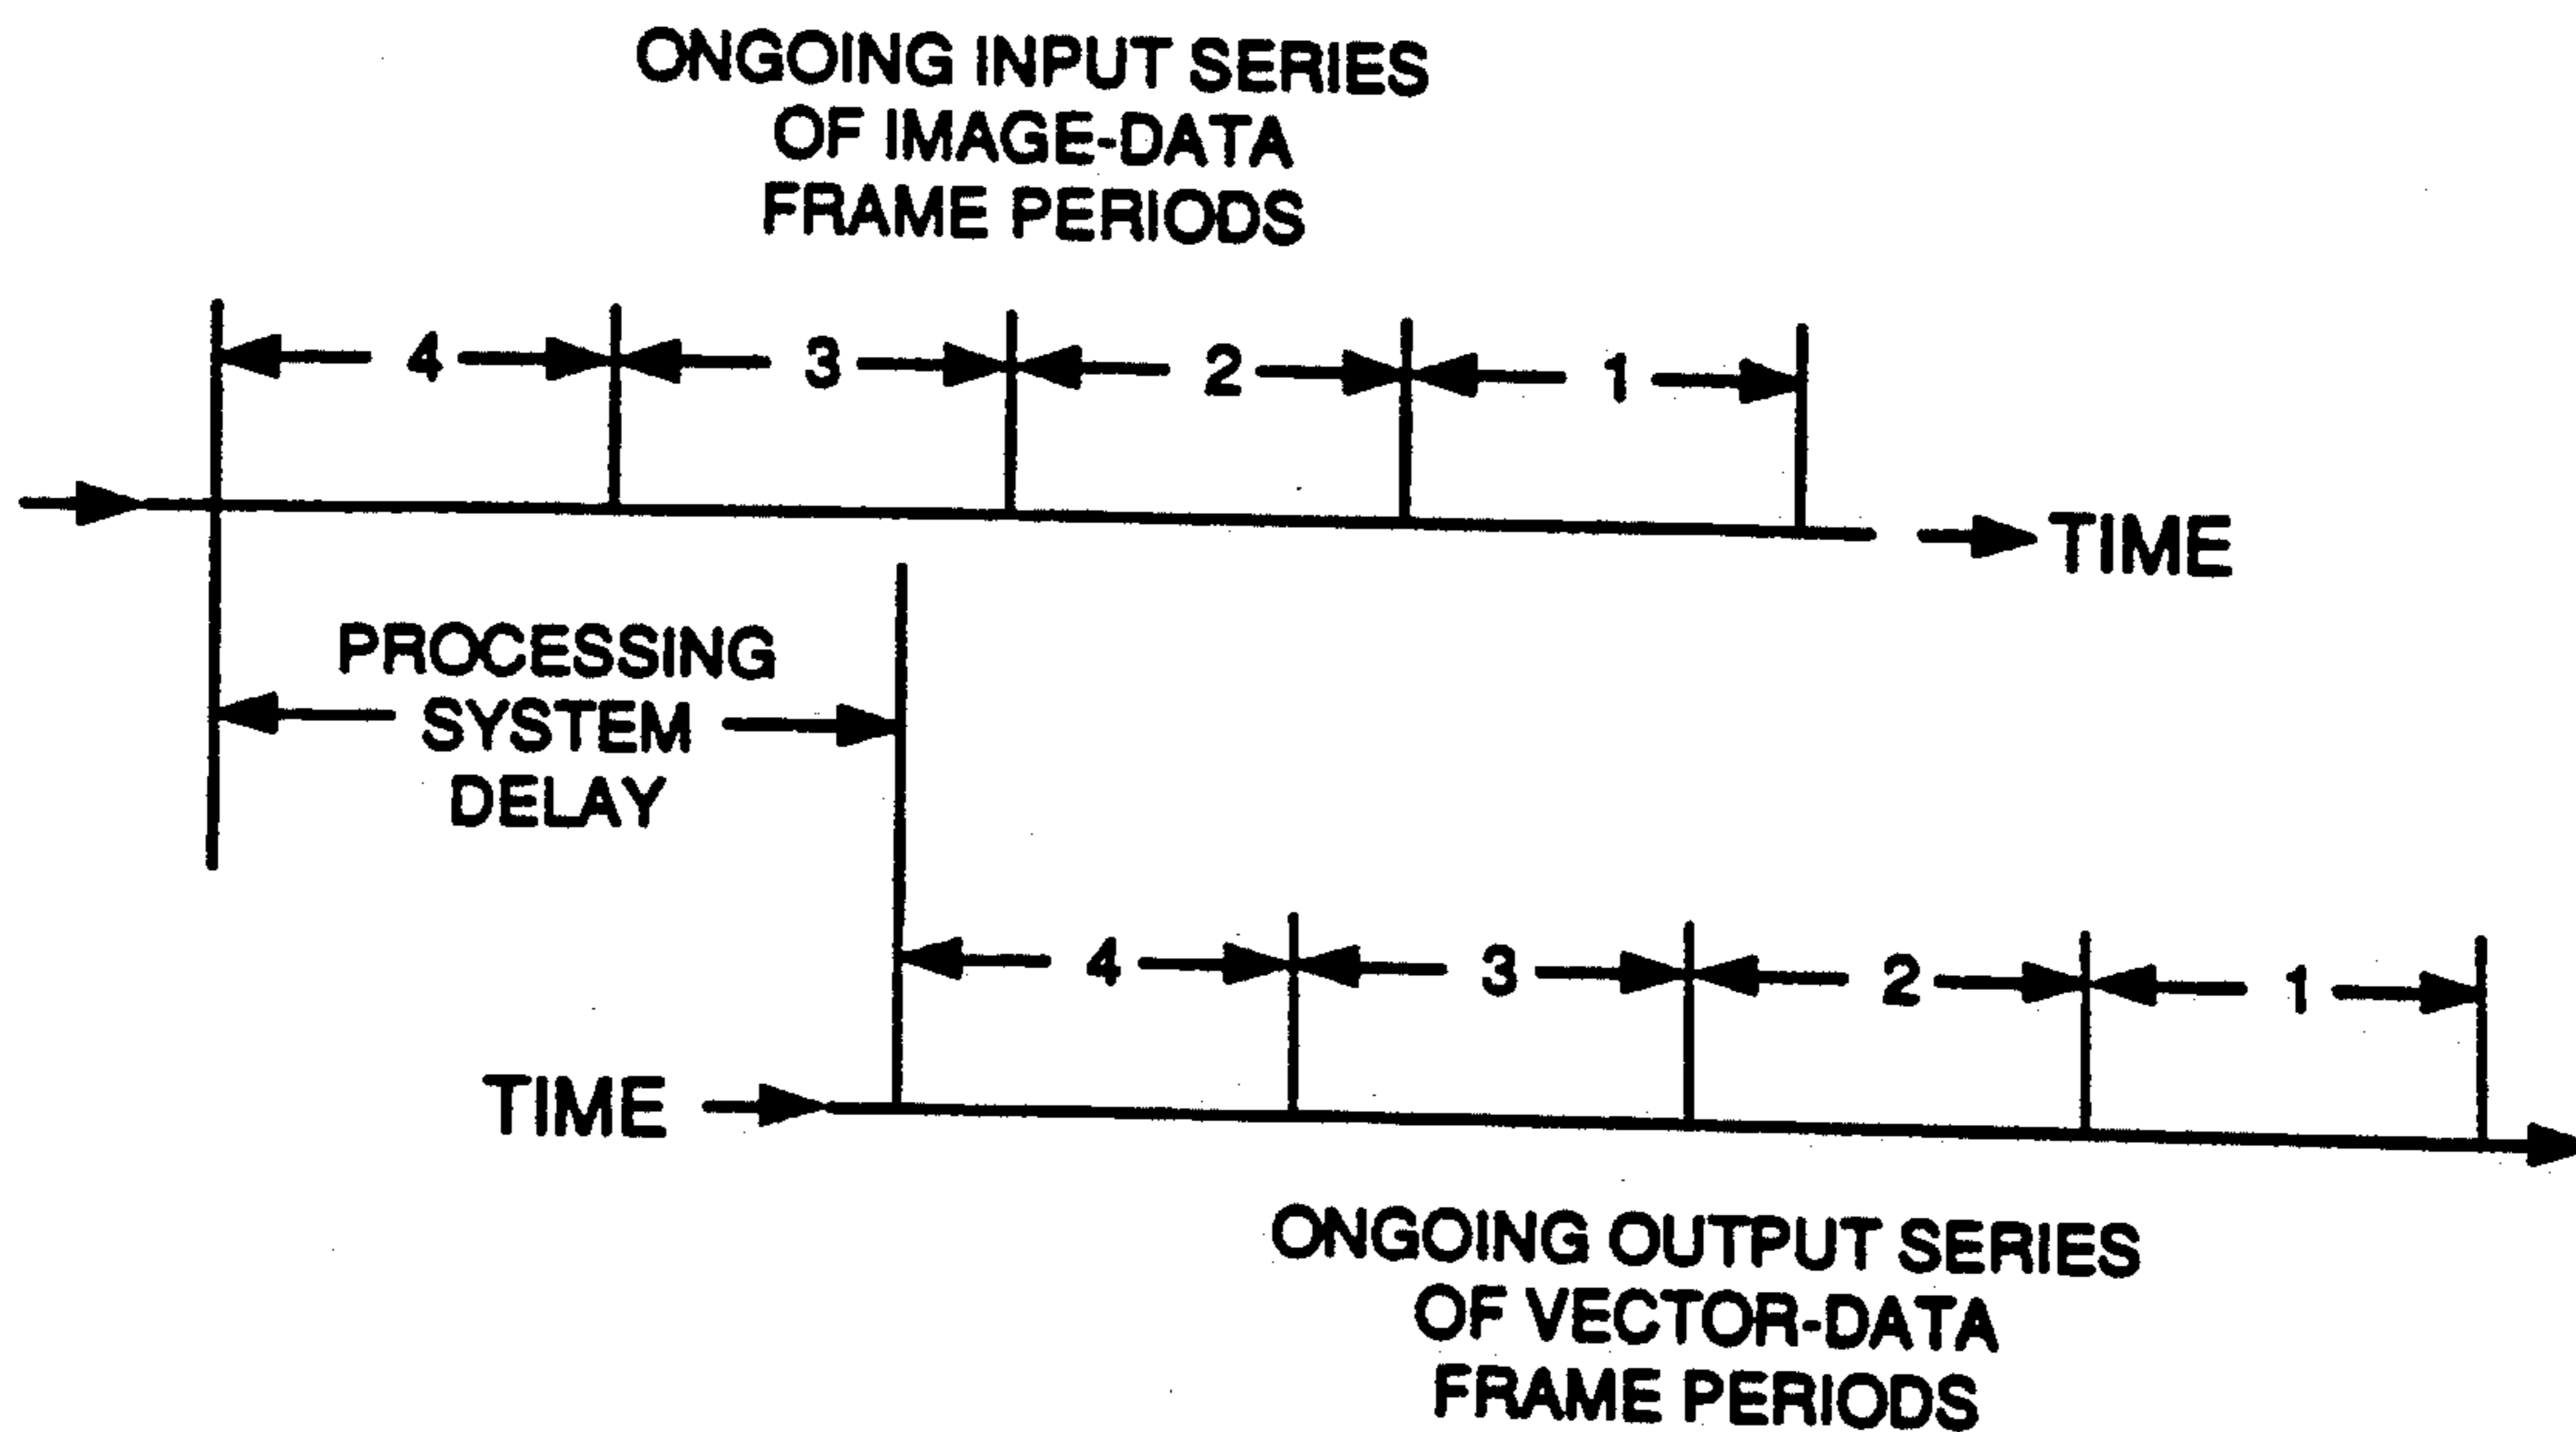 ONGOING INPUT SERIES
OF IMAGE-DATA
FRAME PERIODS
4 3 2 1
TIME
PROCESSING
SYSTEM
DELAY
4 3 2 1
TIME
ONGOING OUTPUT SERIES
OF VECTOR-DATA
FRAME PERIODS